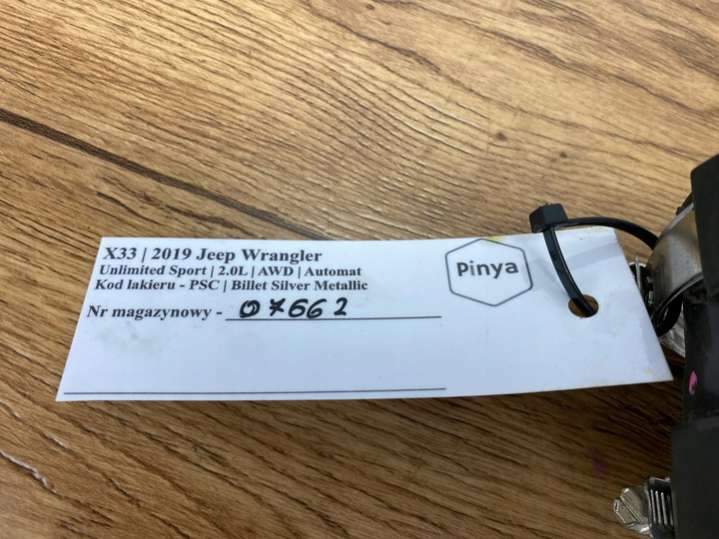 X33 | 2019 Jeep Wrangler
Unlimited Sport | 2.0L | AWD | Automat
Kod lakieru - PSC | Billet Silver Metallic
Nr magazynowy - 07662
Pinya